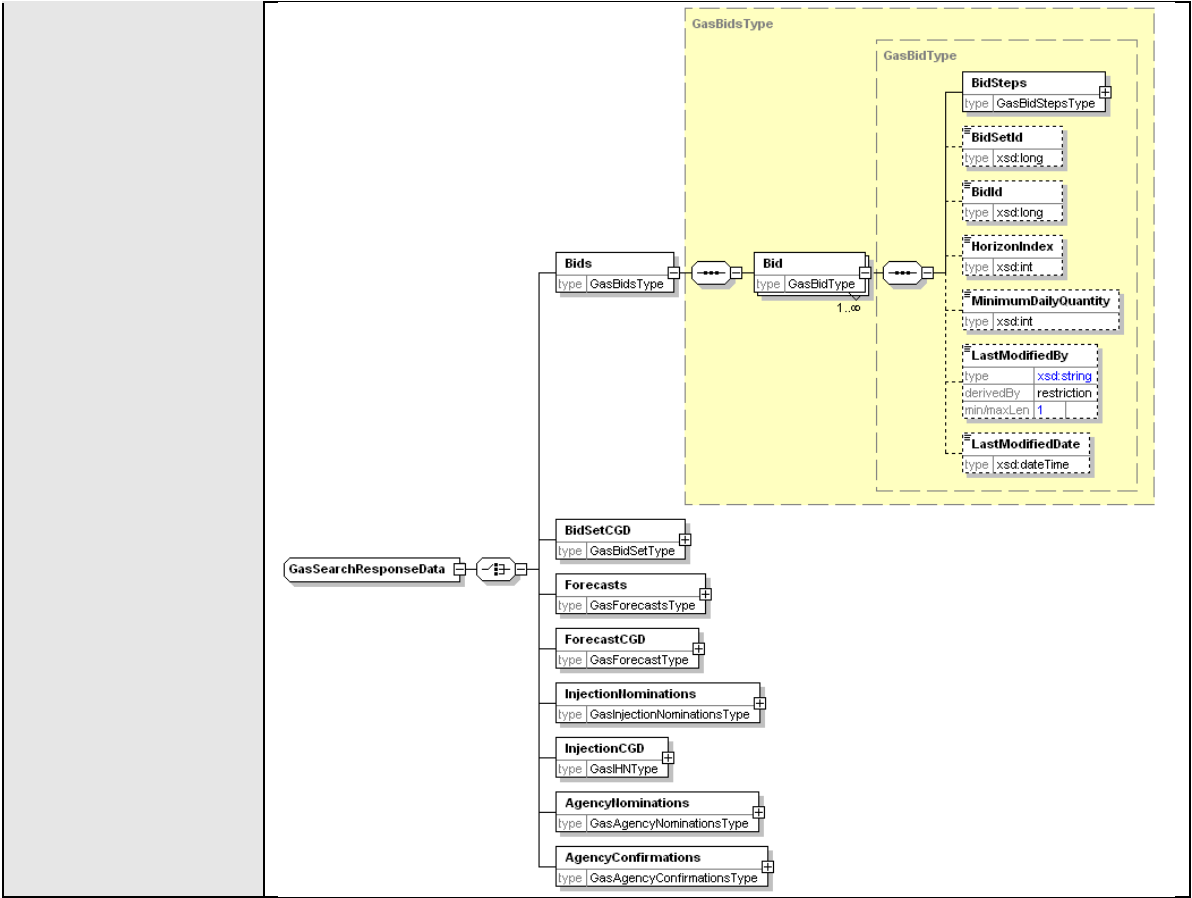 GasBidsType
GasBidType
BidSteps
type GasBidStepsType
BidSetId
type xsd:long
BidId
type xsd:long
HorizonIndex
type xsd:int
MinimumDailyQuantity
type xsd:int
LastModifiedBy
type xsd:string
derivedBy restriction
min/maxLen 1
LastModifiedDate
type xsd:dateTime
Bids
type GasBidsType
Bid
type GasBidType
1..∞
GasSearchResponseData
BidSetCGD
type GasBidSetType
Forecasts
type GasForecastsType
ForecastCGD
type GasForecastType
InjectionNominations
type GasInjectionNominationsType
InjectionCGD
type GasIHNType
AgencyNominations
type GasAgencyNominationsType
AgencyConfirmations
type GasAgencyConfirmationsType